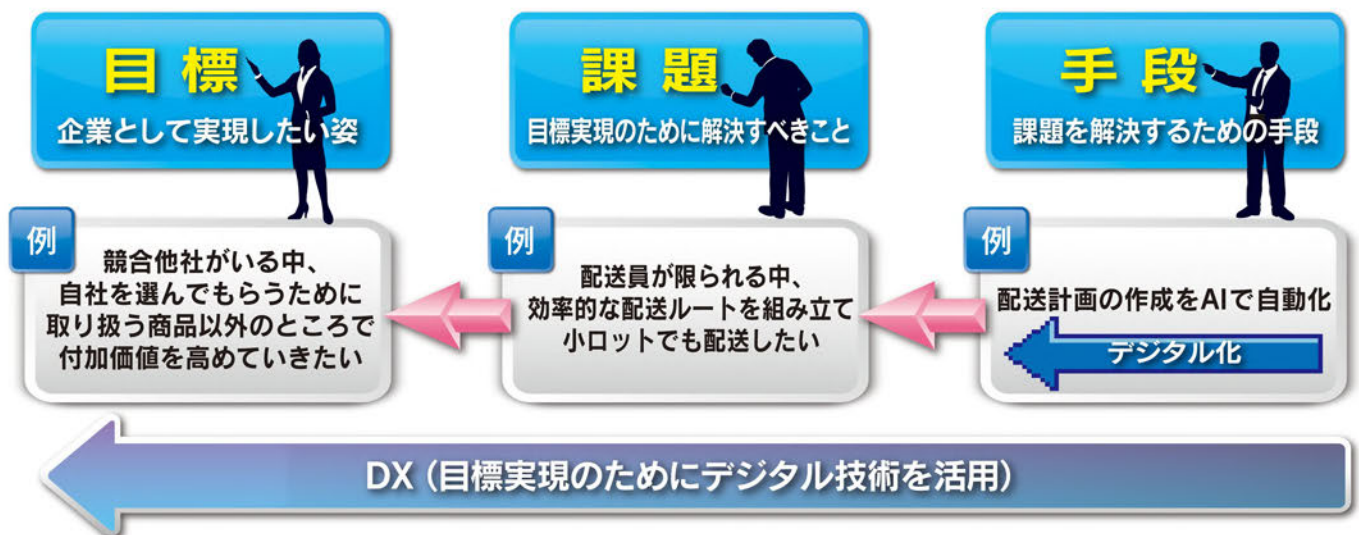 目標
企業として実現したい姿
例
競合他社がいる中、
自社を選んでもらうために
取り扱う商品以外のところで
付加価値を高めていきたい
課題
目標実現のために解決すべきこと
例
配送員が限られる中、
効率的な配送ルートを組み立て
小ロットでも配送したい
手段
課題を解決するための手段
例
配送計画の作成をAIで自動化
デジタル化
DX（目標実現のためにデジタル技術を活用）